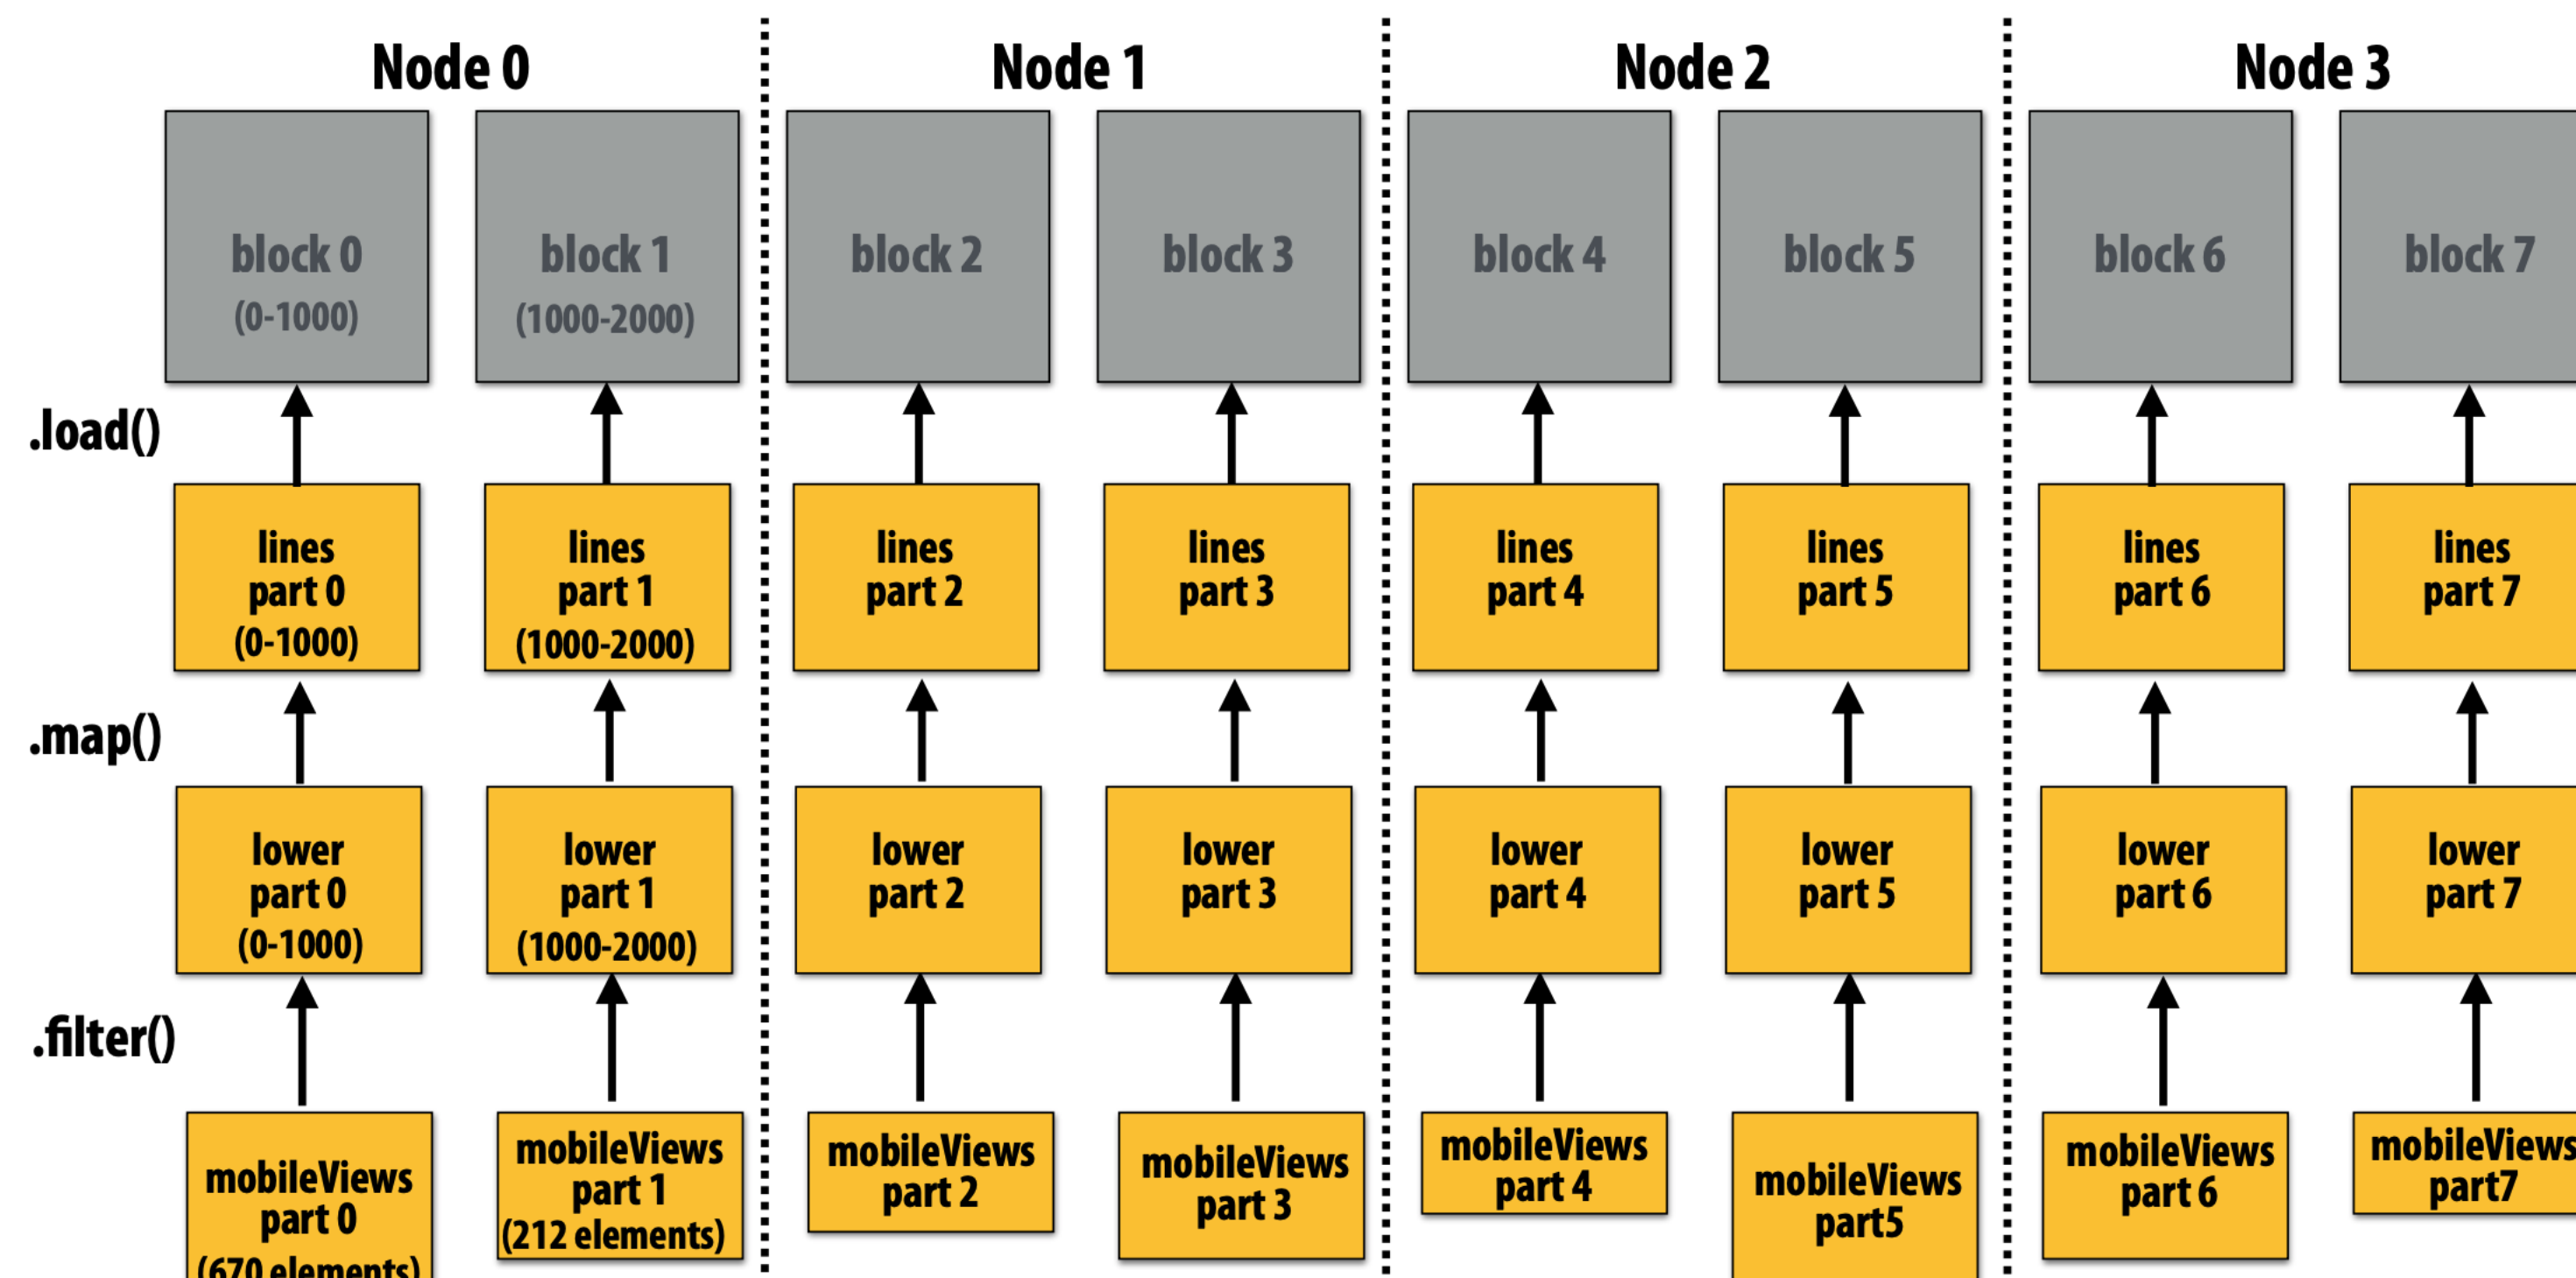 Node 0
Node 1
Node 2
Node 3
block 0
(0-1000)
block 1
(1000-2000)
block 2
block 3
block 4
block 5
block 6
block 7
.load()
lines
part 0
(0-1000)
lines
part 1
(1000-2000)
lines
part 2
lines
part 3
lines
part 4
lines
part 5
lines
part 6
lines
part 7
.map()
lower
part 0
(0-1000)
lower
part 1
(1000-2000)
lower
part 2
lower
part 3
lower
part 4
lower
part 5
lower
part 6
lower
part 7
.filter()
mobileViews
part 0
(670 elements)
mobileViews
part 1
(212 elements)
mobileViews
part 2
mobileViews
part 3
mobileViews
part 4
mobileViews
part5
mobileViews
part 6
mobileViews
part7